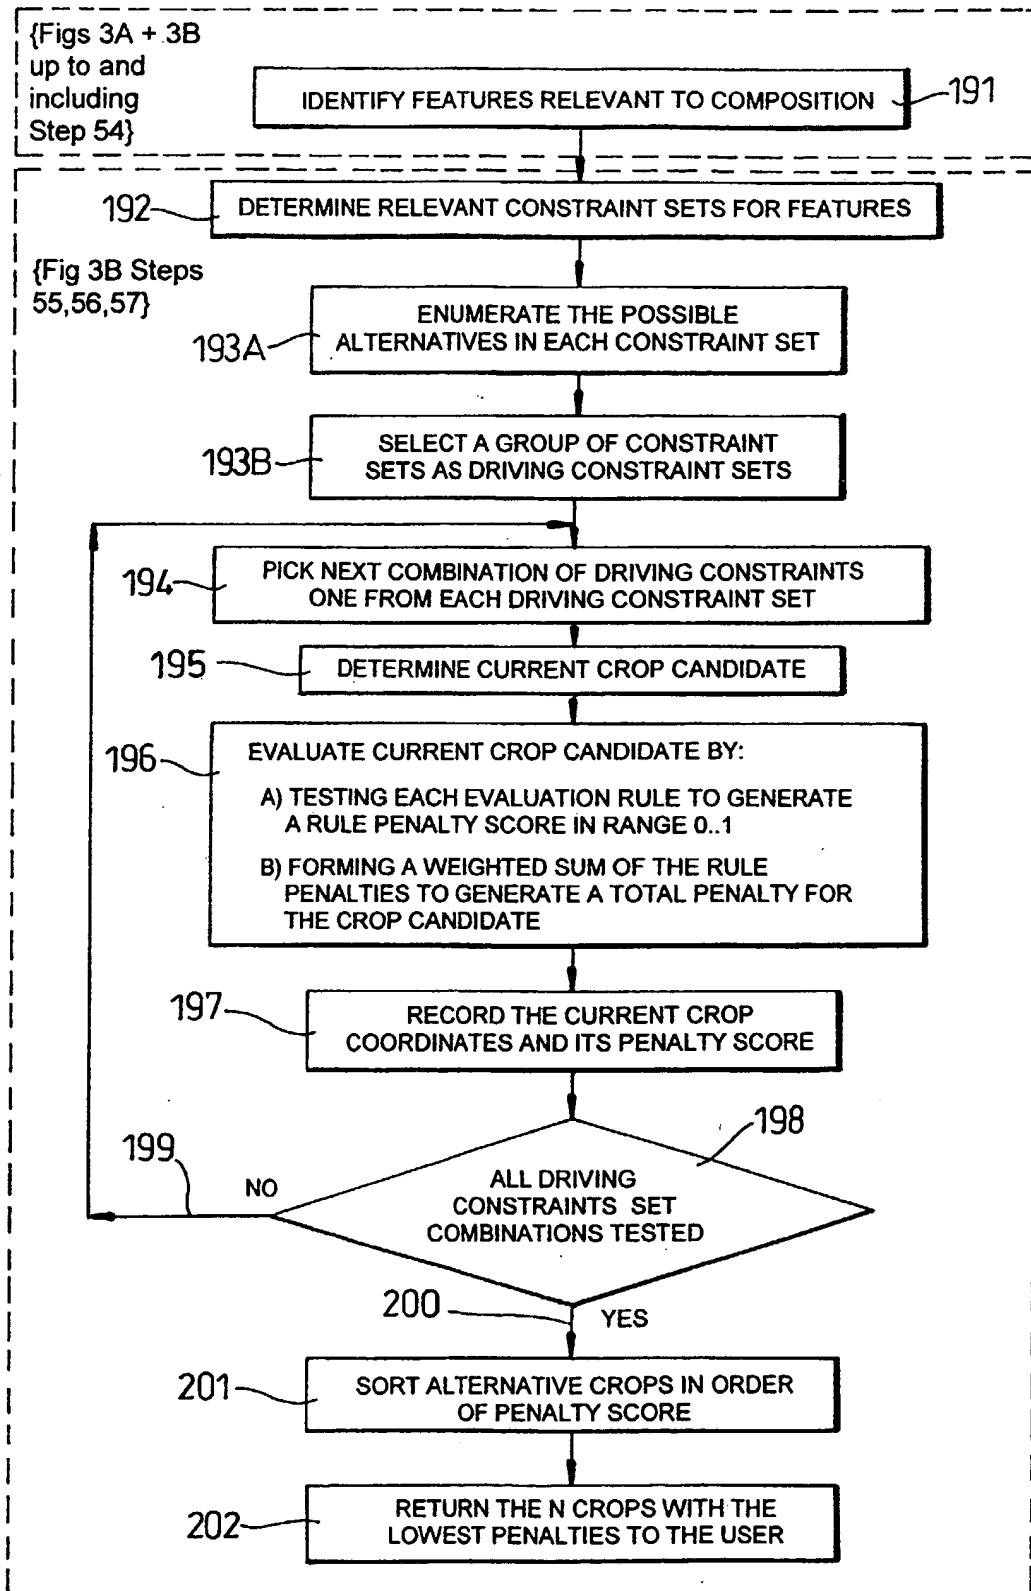 {Figs 3A + 3B
up to and
including
Step 54}
IDENTIFY FEATURES RELEVANT TO COMPOSITION
191
192
DETERMINE RELEVANT CONSTRAINT SETS FOR FEATURES
{Fig 3B Steps
55,56,57}
193A
ENUMERATE THE POSSIBLE
ALTERNATIVES IN EACH CONSTRAINT SET
193B
SELECT A GROUP OF CONSTRAINT
SETS AS DRIVING CONSTRAINT SETS
194
PICK NEXT COMBINATION OF DRIVING CONSTRAINTS
ONE FROM EACH DRIVING CONSTRAINT SET
195
DETERMINE CURRENT CROP CANDIDATE
196
EVALUATE CURRENT CROP CANDIDATE BY:
A) TESTING EACH EVALUATION RULE TO GENERATE
A RULE PENALTY SCORE IN RANGE 0..1
B) FORMING A WEIGHTED SUM OF THE RULE
PENALTIES TO GENERATE A TOTAL PENALTY FOR
THE CROP CANDIDATE
197
RECORD THE CURRENT CROP
COORDINATES AND ITS PENALTY SCORE
198
199
NO
ALL DRIVING
CONSTRAINTS SET
COMBINATIONS TESTED
200
YES
201
SORT ALTERNATIVE CROPS IN ORDER
OF PENALTY SCORE
202
RETURN THE N CROPS WITH THE
LOWEST PENALTIES TO THE USER